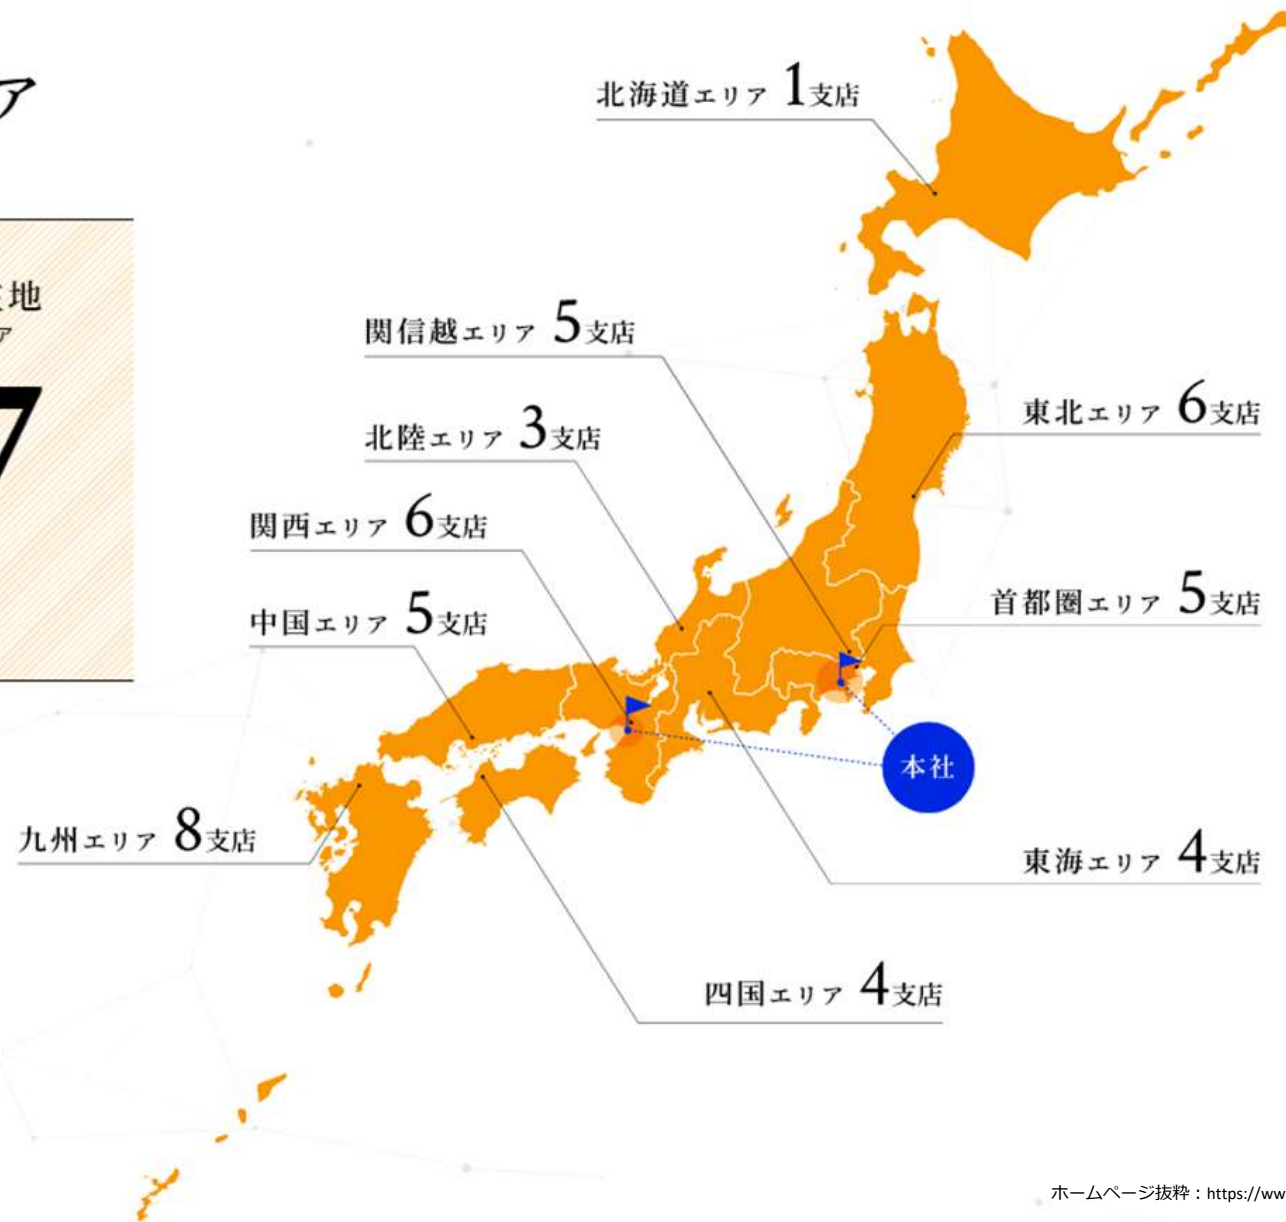 ア
地
ア
7
北海道エリア 1支店
関信越エリア 5支店
東北エリア 6支店
北陸エリア 3支店
関西エリア 6支店
首都圏エリア 5支店
中国エリア 5支店
本社
九州エリア 8支店
東海エリア 4支店
四国エリア 4支店
ホームページ抜粋：https://ww